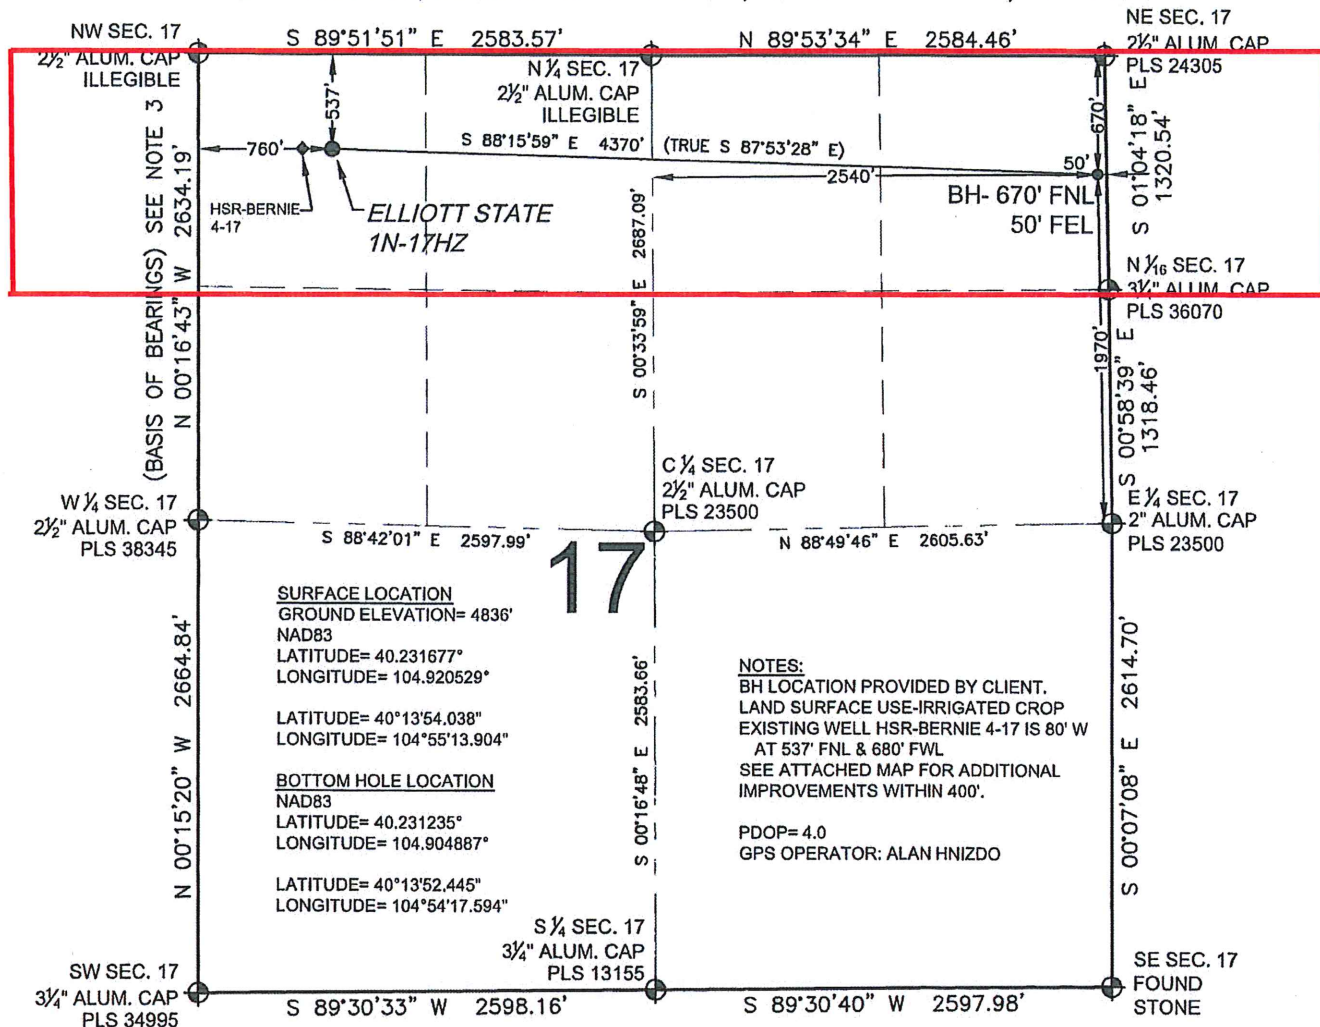 NW SEC. 17
2½" ALUM. CAP
ILLEGIBLE
S 89°51'51" E 2583.57'
N ¼ SEC. 17
2½" ALUM. CAP
ILLEGIBLE
N 89°53'34" E 2584.46'
NE SEC. 17
2½" ALUM. CAP
PLS 24305
537'
760'
HSR-BERNIE
4-17
ELLIOTT STATE
1N-17HZ
S 88°15'59" E 4370' (TRUE S 87°53'28" E)
2540'
50'
670'
BH- 670' FNL
50' FEL
S 01°04'18" E
1320.54'
N 1⁄16 SEC. 17
3¼" ALUM. CAP
PLS 36070
(BASIS OF BEARINGS) SEE NOTE 3
N 00°16'43" W 2634.19'
S 00°33'59" E 2687.09'
1970'
S 00°58'39" E
1318.46'
W ¼ SEC. 17
2½" ALUM. CAP
PLS 38345
C ¼ SEC. 17
2½" ALUM. CAP
PLS 23500
E ¼ SEC. 17
2" ALUM. CAP
PLS 23500
S 88°42'01" E 2597.99'
N 88°49'46" E 2605.63'
17
SURFACE LOCATION
GROUND ELEVATION= 4836'
NAD83
LATITUDE= 40.231677°
LONGITUDE= 104.920529°
LATITUDE= 40°13'54.038"
LONGITUDE= 104°55'13.904"
BOTTOM HOLE LOCATION
NAD83
LATITUDE= 40.231235°
LONGITUDE= 104.904887°
LATITUDE= 40°13'52.445"
LONGITUDE= 104°54'17.594"
NOTES:
BH LOCATION PROVIDED BY CLIENT.
LAND SURFACE USE-IRRIGATED CROP
EXISTING WELL HSR-BERNIE 4-17 IS 80' W
AT 537' FNL & 680' FWL
SEE ATTACHED MAP FOR ADDITIONAL
IMPROVEMENTS WITHIN 400'.
PDOP= 4.0
GPS OPERATOR: ALAN HNIZDO
N 00°15'20" W 2664.84'
S 00°16'48" E 2583.66'
S 00°07'08" E 2614.70'
SW SEC. 17
3¼" ALUM. CAP
PLS 34995
S 89°30'33" W 2598.16'
S ¼ SEC. 17
3¼" ALUM. CAP
PLS 13155
S 89°30'40" W 2597.98'
SE SEC. 17
FOUND
STONE